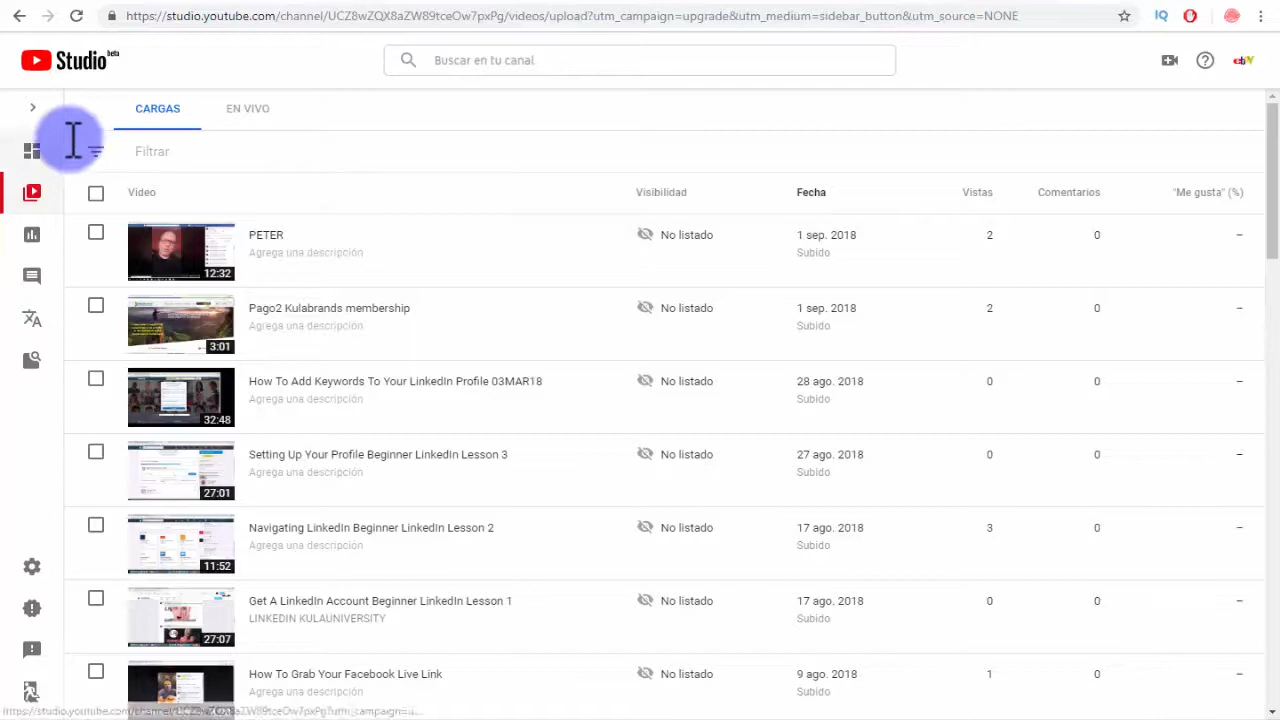 https://studio.youtube.com/channel/UCZ8wZQX8aZW89tceOw7pxPg/videos/upload?utm_campaign=upgrade&utm_medium=sidebar_button&utm_source=NONE
IQ
Studio beta
Buscar en tu canal
ebY
CARGAS EN VIVO
Filtrar
Video Visibilidad Fecha Vistas Comentarios "Me gusta" (%)
PETER No listado 1 sep. 2018 2 0 –
Agrega una descripción Subido
12:32
Pago2 Kulabrands membership No listado 1 sep. 2018 2 0 –
Agrega una descripción Subido
3:01
How To Add Keywords To Your LinkedIn Profile 03MAR18 No listado 28 ago. 2018 0 0 –
Agrega una descripción Subido
32:48
Setting Up Your Profile Beginner LinkedIn Lesson 3 No listado 27 ago. 2018 0 0 –
Agrega una descripción Subido
27:01
Navigating LinkedIn Beginner LinkedIn Lesson 2 No listado 17 ago. 2018 3 0 –
Agrega una descripción Subido
11:52
Get A LinkedIn Account Beginner LinkedIn Lesson 1 No listado 17 ago. 2018 0 0 –
LINKEDIN KULAUNIVERSITY Subido
27:07
How To Grab Your Facebook Live Link No listado 9 ago. 2018 1 0 –
Agrega una descripción Subido